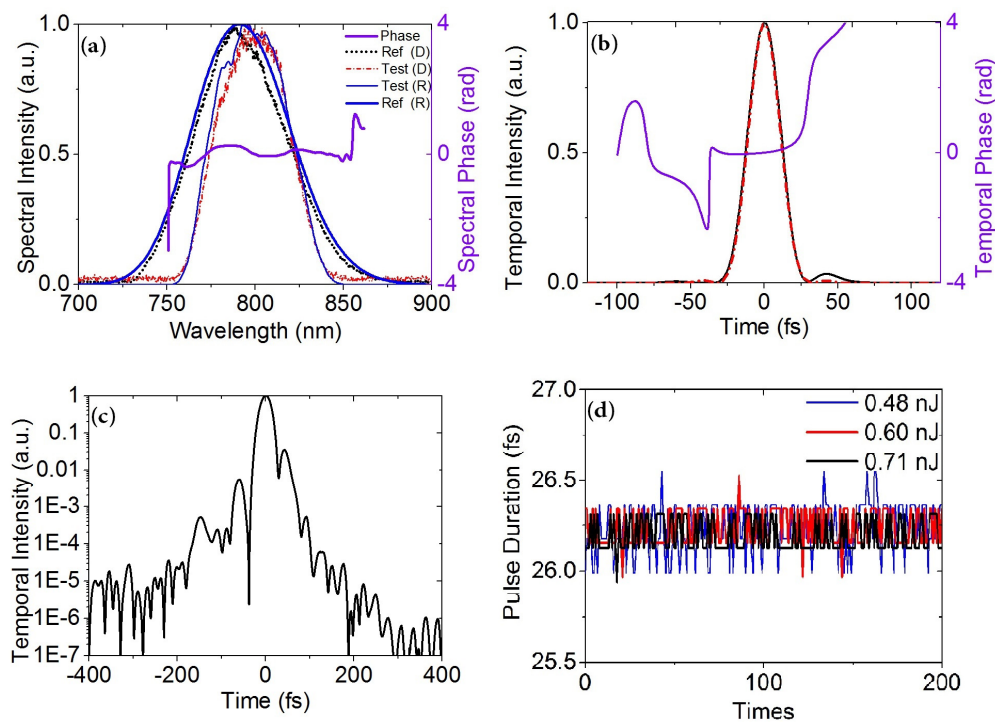 (a)
Spectral Intensity (a.u.)
1.0
0.5
0.0
700 750 800 850 900
Wavelength (nm)
4
0
-4
Spectral Phase (rad)
Phase
Ref (D)
Test (D)
Test (R)
Ref (R)
(b)
Temporal Intensity (a.u.)
1.0
0.5
0.0
-100 -50 0 50 100
Time (fs)
4
2
0
-2
-4
Temporal Phase (rad)
(c)
Temporal Intensity (a.u.)
1
0.1
0.01
1E-3
1E-4
1E-5
1E-6
1E-7
-400 -200 0 200 400
Time (fs)
(d)
Pulse Duration (fs)
27.0
26.5
26.0
25.5
0 100 200
Times
0.48 nJ
0.60 nJ
0.71 nJ